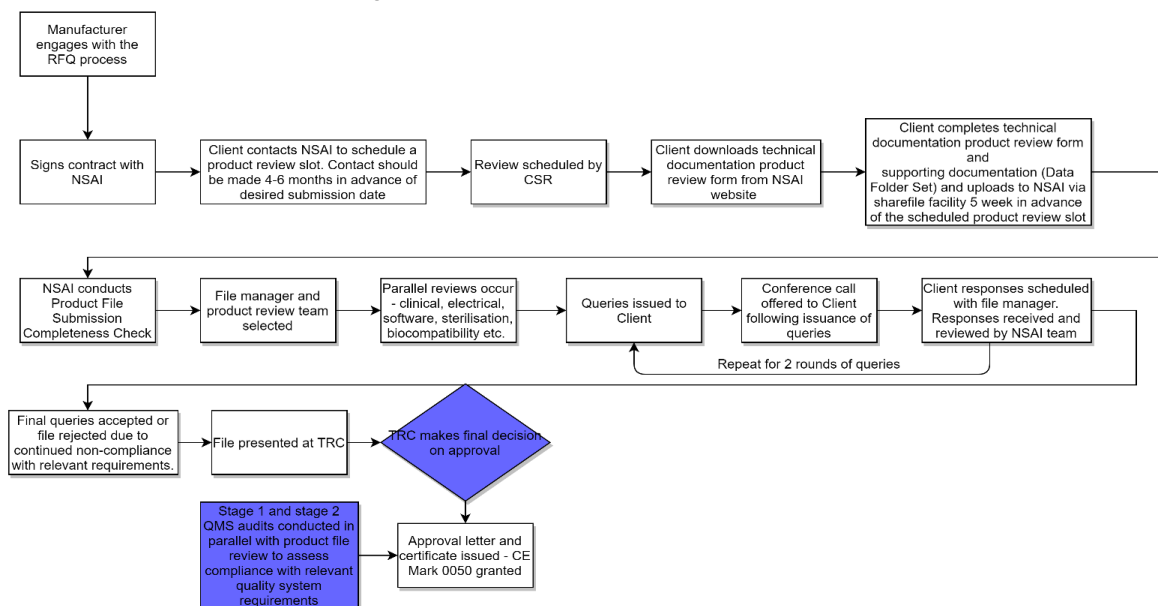 Manufacturer
engages with the
RFQ process
Signs contract with
NSAI
Client contacts NSAI to schedule a
product review slot. Contact should
be made 4-6 months in advance of
desired submission date
Review scheduled by
CSR
Client downloads technical
documentation product
review form from NSAI
website
Client completes technical
documentation product review form
and
supporting documentation (Data
Folder Set) and uploads to NSAI via
sharefile facility 5 week in advance
of the scheduled product review slot
NSAI conducts
Product File
Submission
Completeness Check
File manager and
product review team
selected
Parallel reviews occur
- clinical, electrical,
software, sterilisation,
biocompatibility etc.
Queries issued to
Client
Conference call
offered to Client
following issuance of
queries
Client responses scheduled
with file manager.
Responses received and
reviewed by NSAI team
Repeat for 2 rounds of queries
Final queries accepted or
file rejected due to
continued non-compliance
with relevant requirements.
File presented at TRC
TRC makes final decision
on approval
Stage 1 and stage 2
QMS audits conducted in
parallel with product file
review to assess
compliance with relevant
quality system
requirements
Approval letter and
certificate issued - CE
Mark 0050 granted